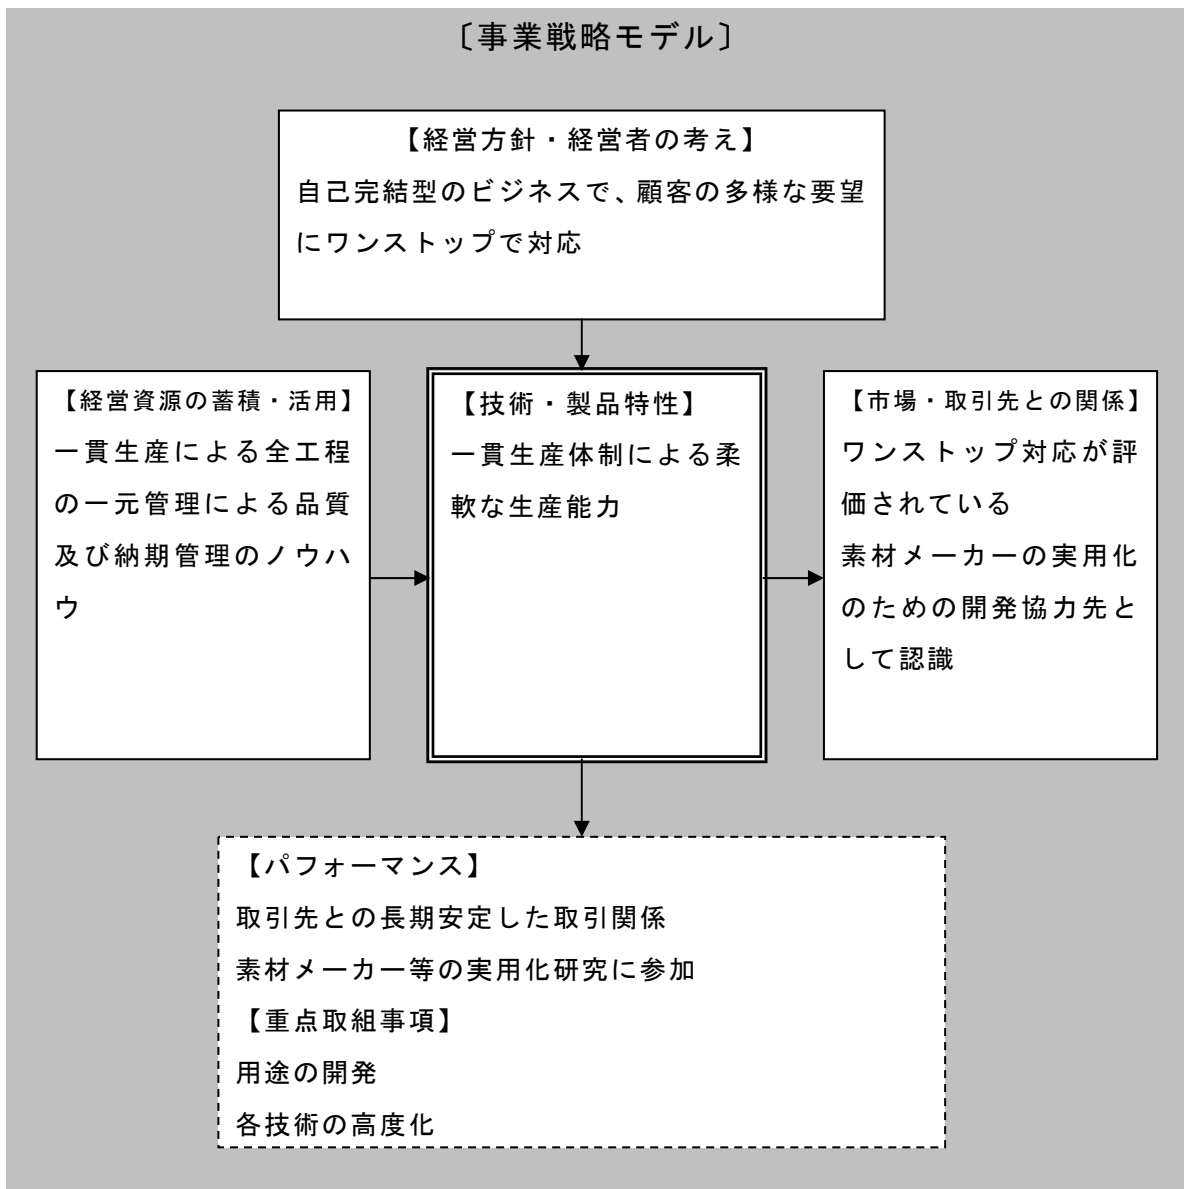 〔事業戦略モデル〕
【経営方針・経営者の考え】
自己完結型のビジネスで、顧客の多様な要望
にワンストップで対応
【経営資源の蓄積・活用】
一貫生産による全工程
の一元管理による品質
及び納期管理のノウハ
ウ
【技術・製品特性】
一貫生産体制による柔
軟な生産能力
【市場・取引先との関係】
ワンストップ対応が評
価されている
素材メーカーの実用化
のための開発協力先と
して認識
【パフォーマンス】
取引先との長期安定した取引関係
素材メーカー等の実用化研究に参加
【重点取組事項】
用途の開発
各技術の高度化